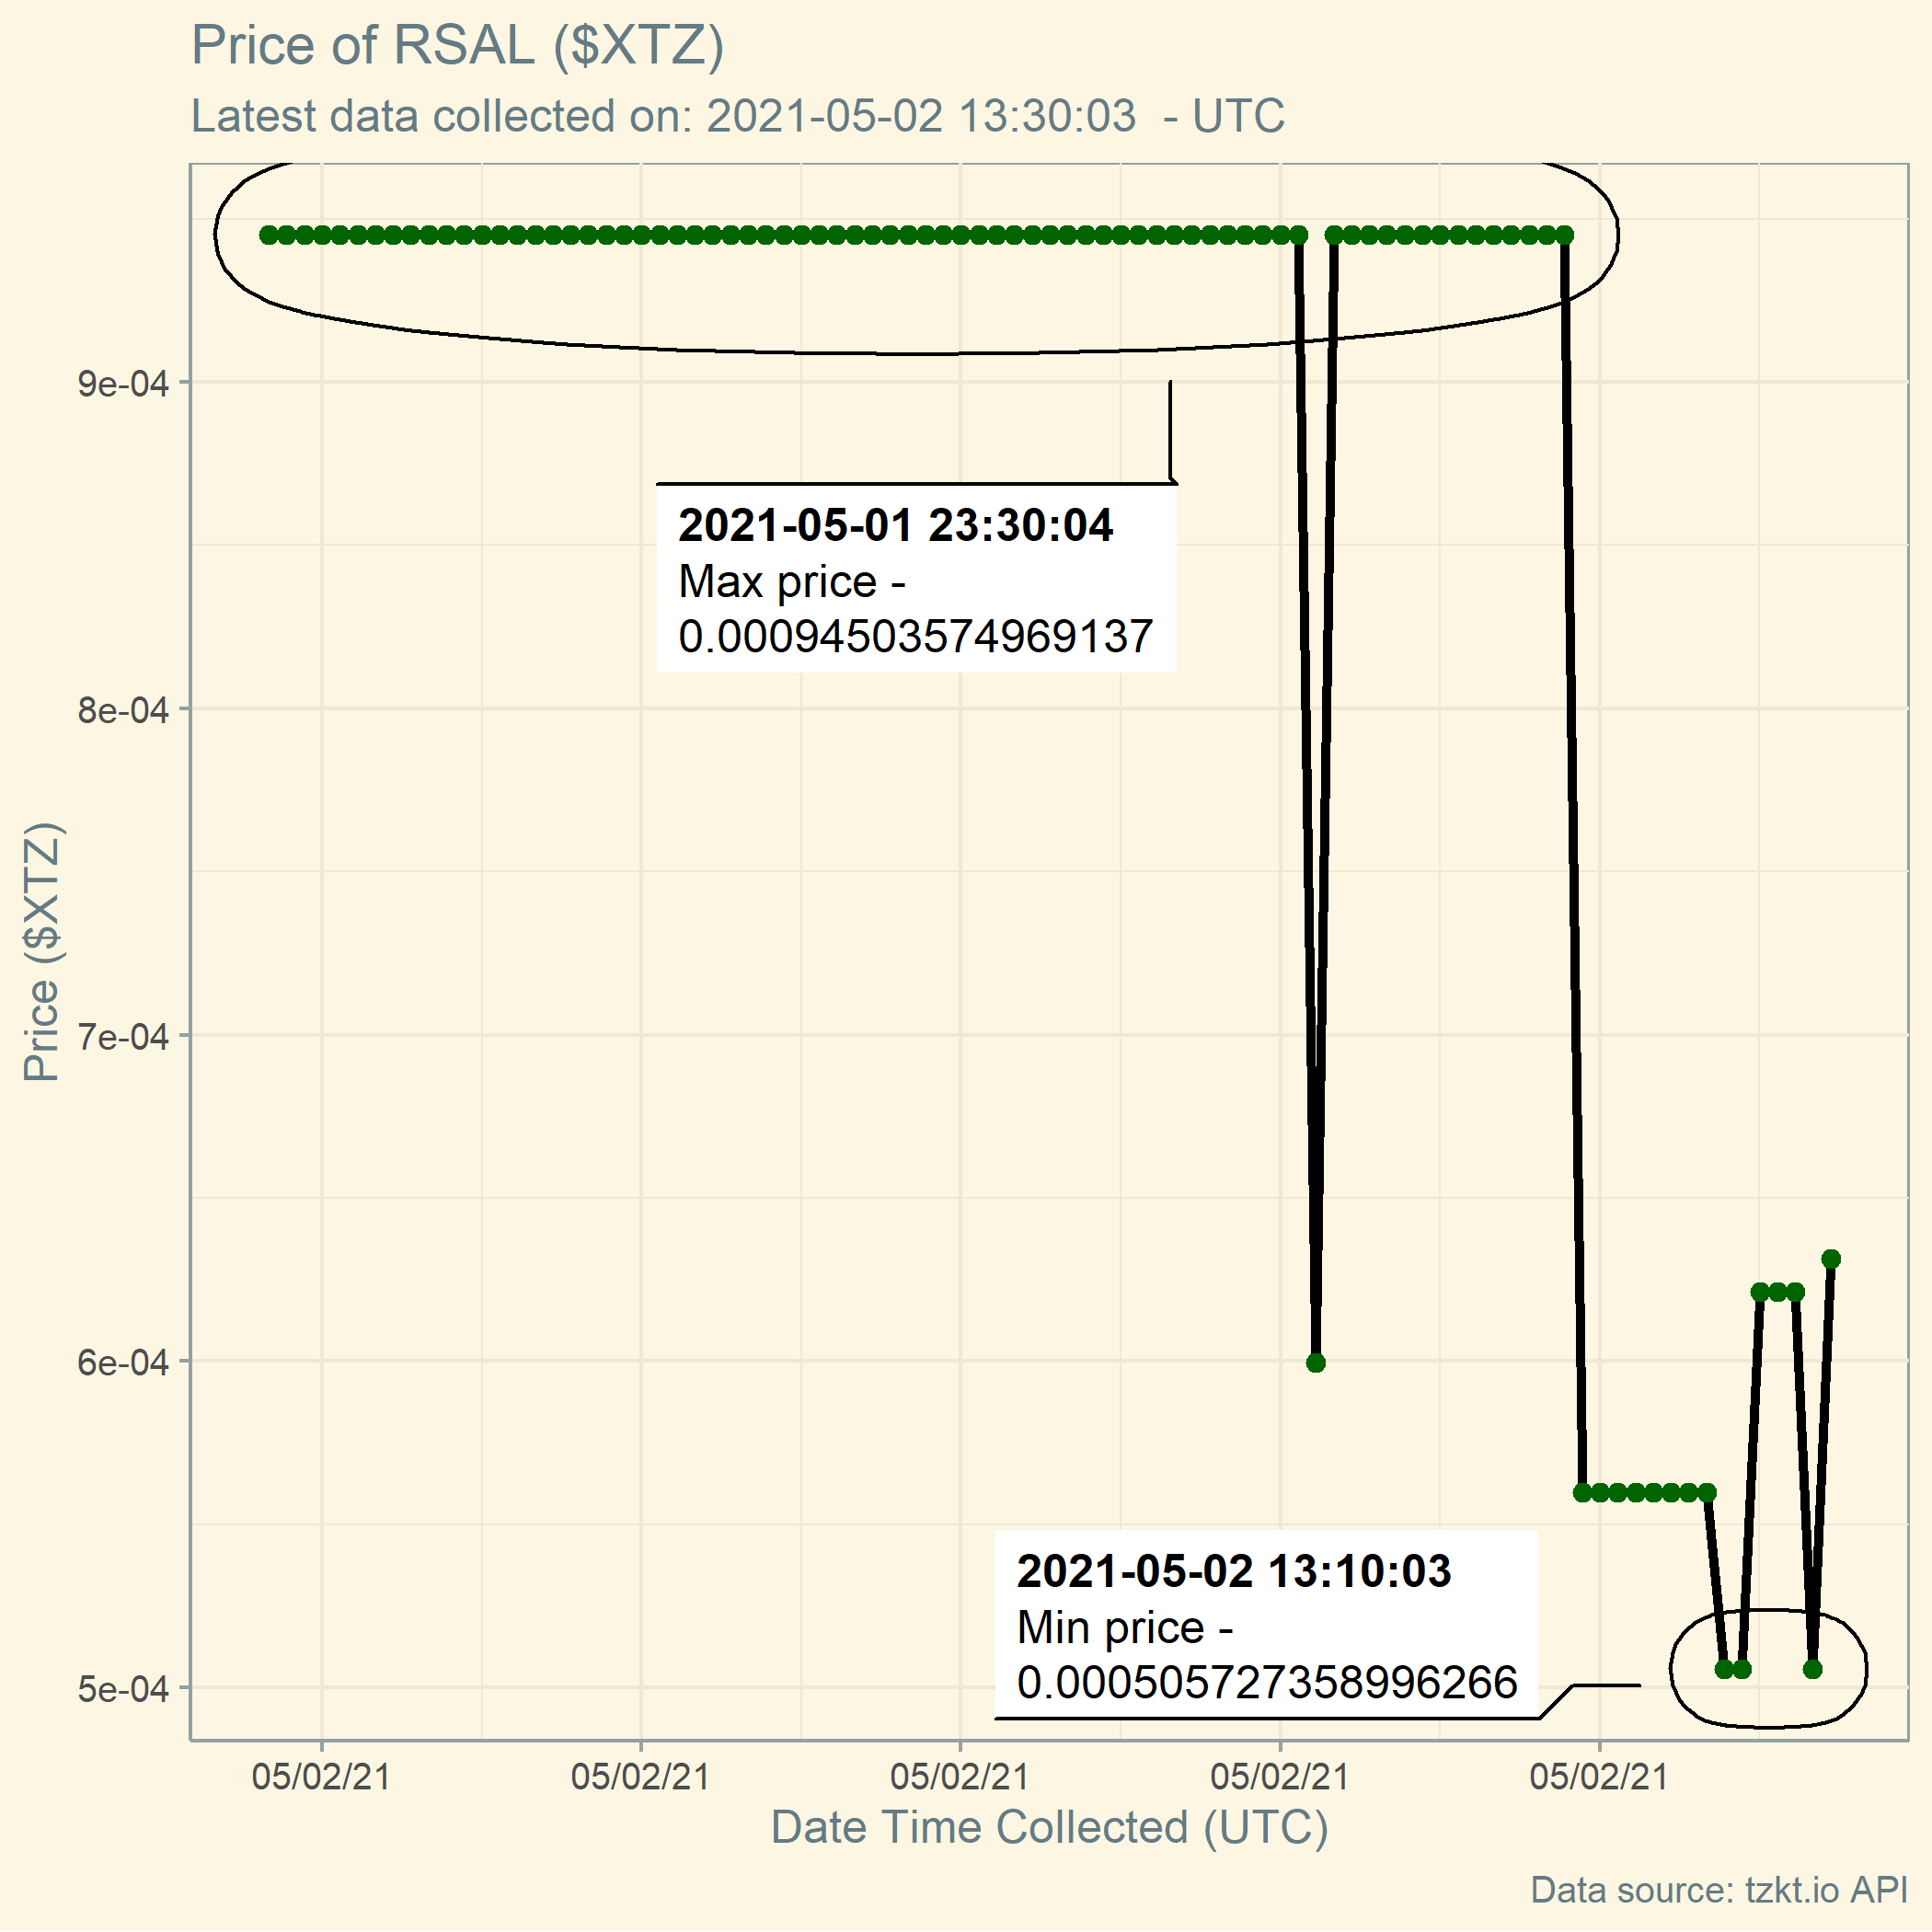 Price of RSAL ($XTZ)
Latest data collected on: 2021-05-02 13:30:03  - UTC
Price ($XTZ)
9e-04
8e-04
7e-04
6e-04
5e-04
2021-05-01 23:30:04
Max price -
0.000945035749691​37
2021-05-02 13:10:03
Min price -
0.000505727358996266
05/02/21
05/02/21
05/02/21
05/02/21
05/02/21
Date Time Collected (UTC)
Data source: tzkt.io API